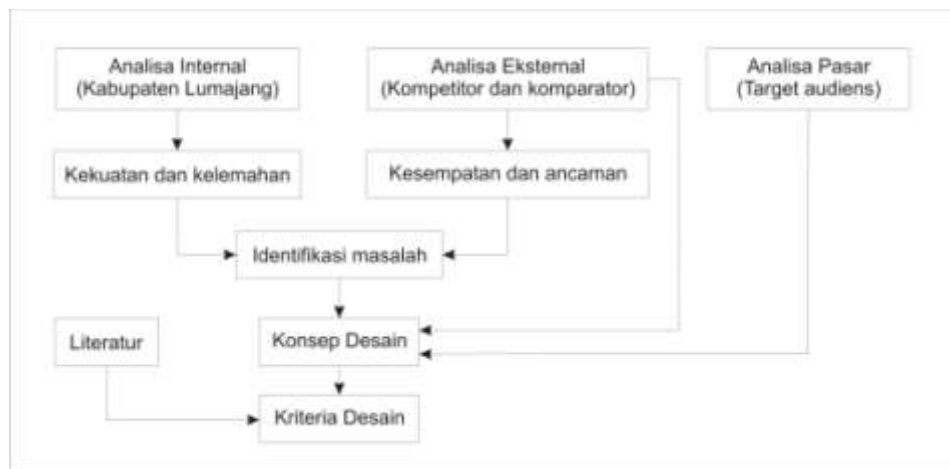 Analisa Internal
(Kabupaten Lumajang)
Analisa Eksternal
(Kompetitor dan komparator)
Analisa Pasar
(Target audiens)
Kekuatan dan kelemahan
Kesempatan dan ancaman
Identifikasi masalah
Literatur
Konsep Desain
Kriteria Desain